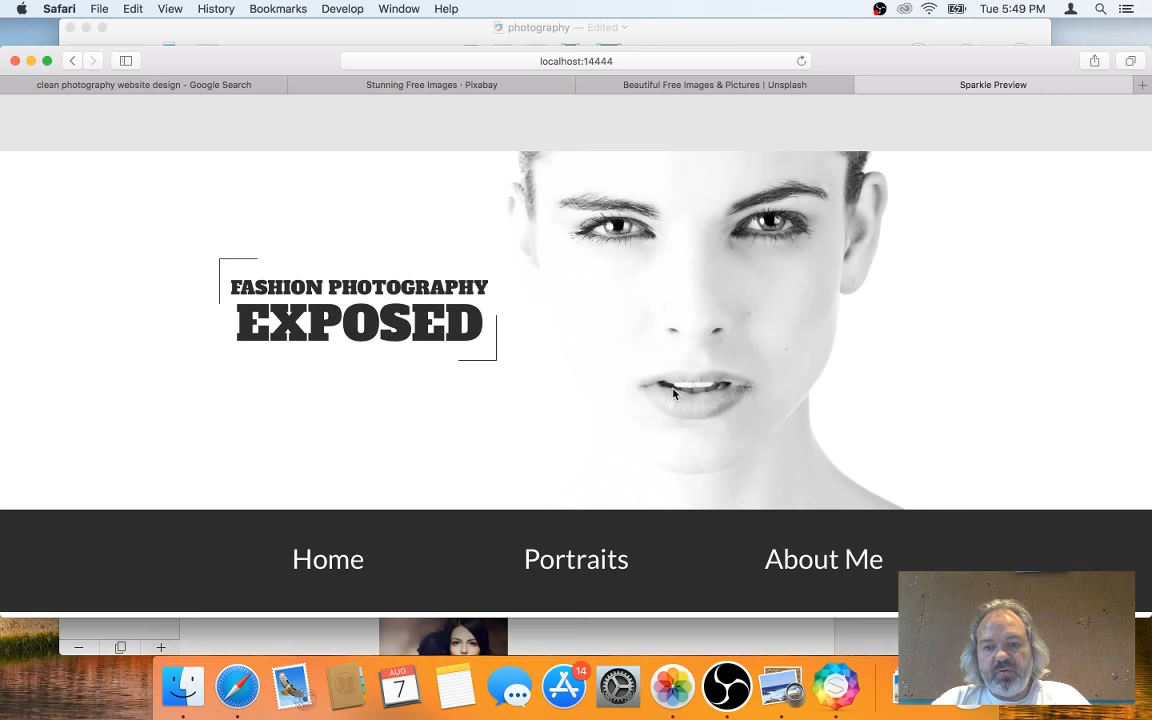 Safari File Edit View History Bookmarks Develop Window Help Tue 5:49 PM
photography — Edited
localhost:14444
clean photography website design - Google Search Stunning Free Images - Pixabay Beautiful Free Images & Pictures | Unsplash Sparkle Preview
FASHION PHOTOGRAPHY
EXPOSED
Home Portraits About Me
AUG
7
14